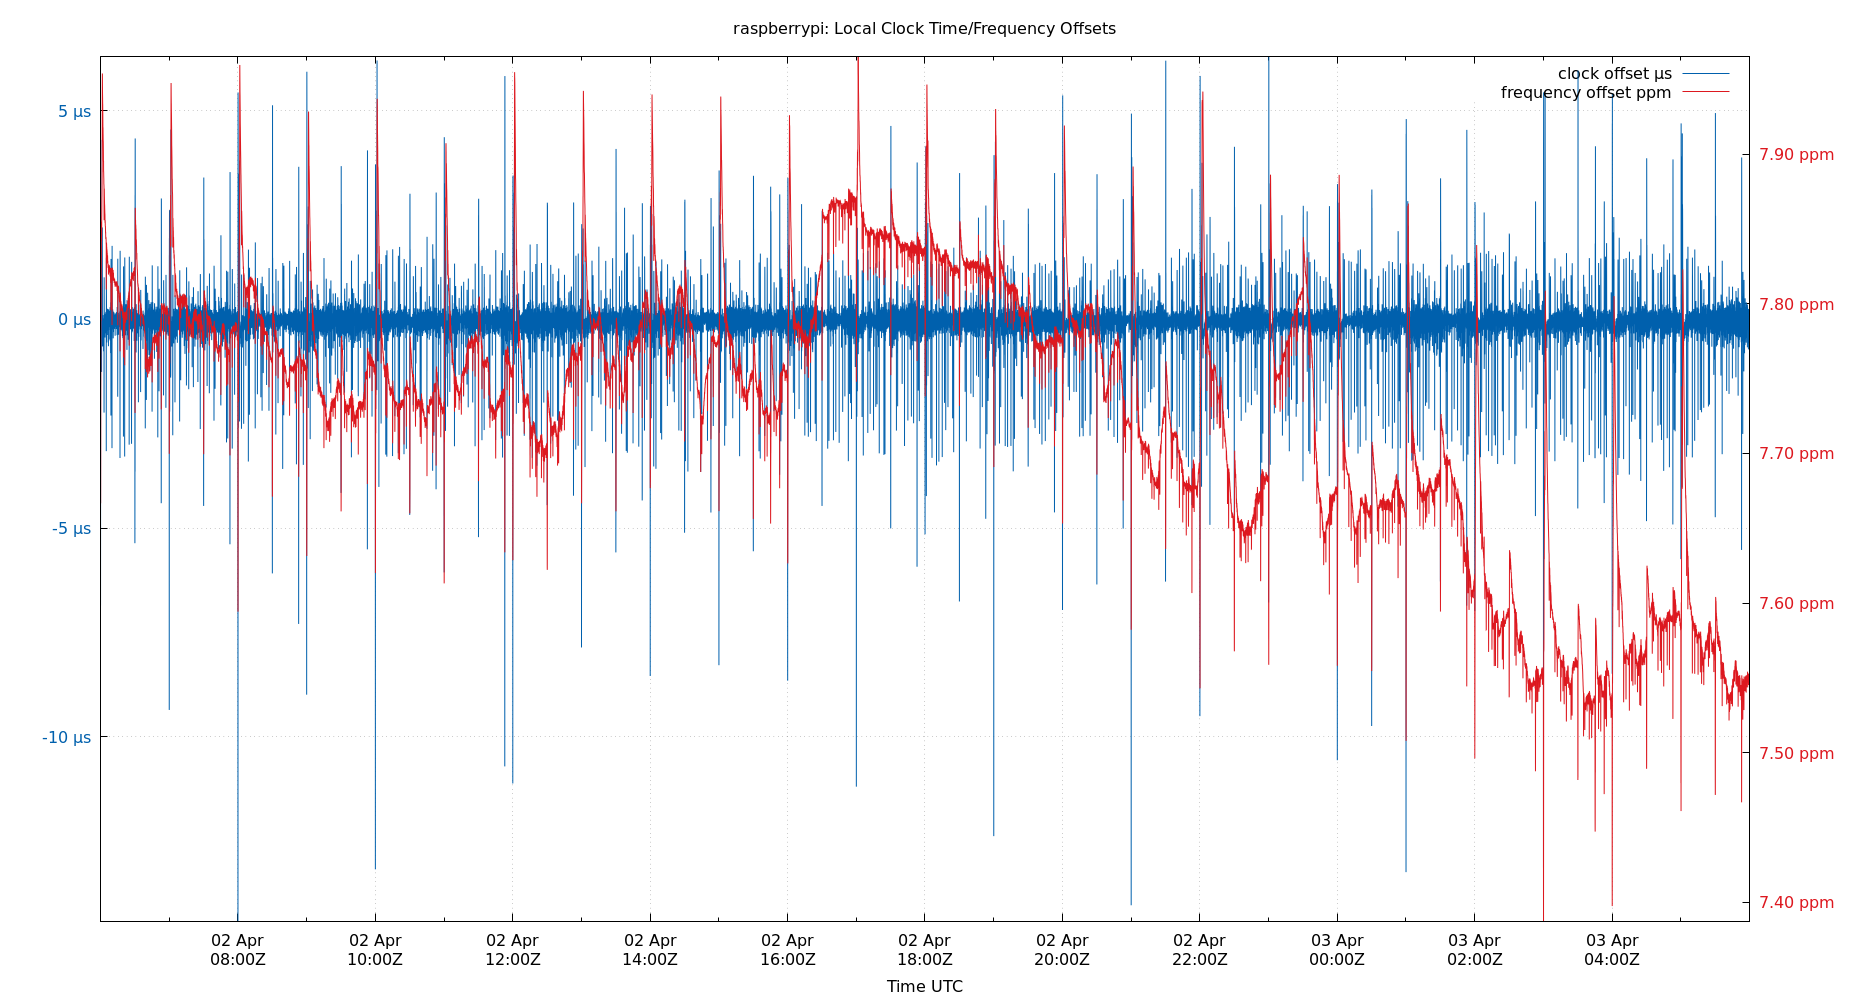 raspberrypi: Local Clock Time/Frequency Offsets
clock offset µs
frequency offset ppm
5 µs
0 µs
-5 µs
-10 µs
7.90 ppm
7.80 ppm
7.70 ppm
7.60 ppm
7.50 ppm
7.40 ppm
02 Apr 02 Apr 02 Apr 02 Apr 02 Apr 02 Apr 02 Apr 02 Apr 03 Apr 03 Apr 03 Apr
08:00Z 10:00Z 12:00Z 14:00Z 16:00Z 18:00Z 20:00Z 22:00Z 00:00Z 02:00Z 04:00Z
Time UTC